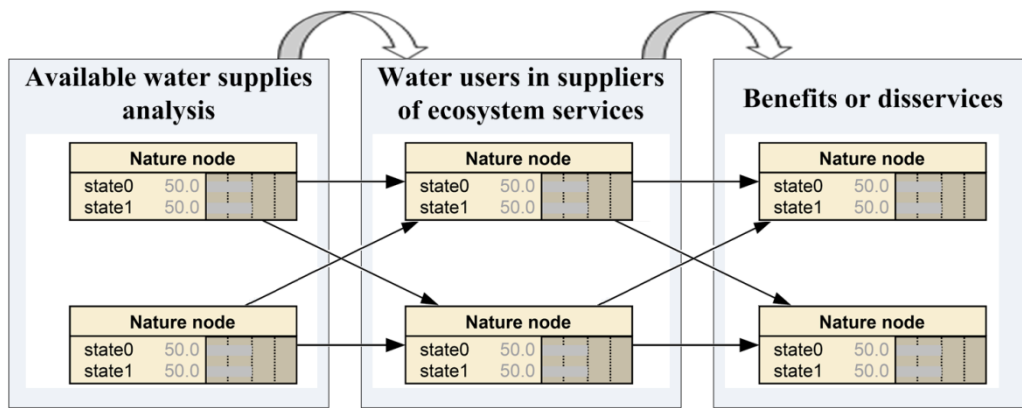 Available water supplies
analysis
Nature node
state0 50.0
state1 50.0
Nature node
state0 50.0
state1 50.0
Water users in suppliers
of ecosystem services
Nature node
state0 50.0
state1 50.0
Nature node
state0 50.0
state1 50.0
Benefits or disservices
Nature node
state0 50.0
state1 50.0
Nature node
state0 50.0
state1 50.0